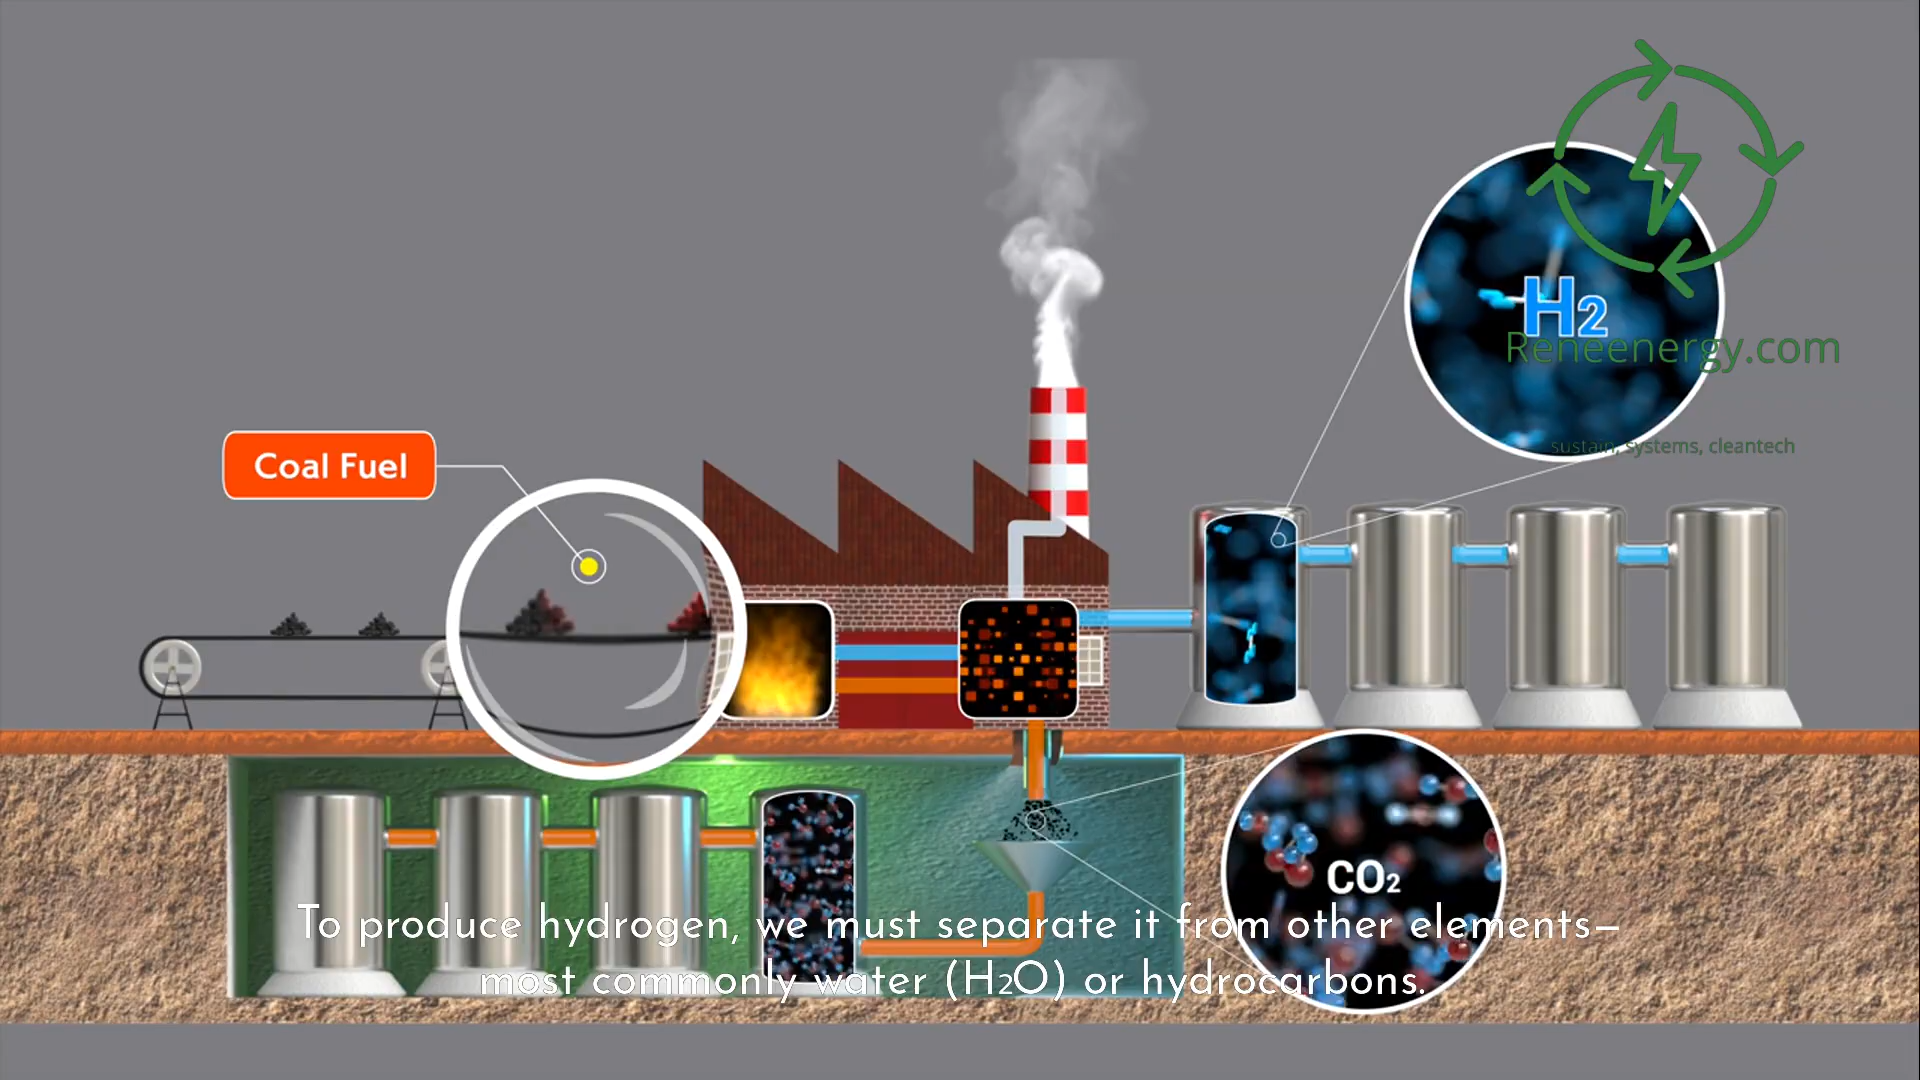 H2
Reneenergy.com
sustain, systems, cleantech
Coal Fuel
CO2
To produce hydrogen, we must separate it from other elements—
most commonly water (H2O) or hydrocarbons.